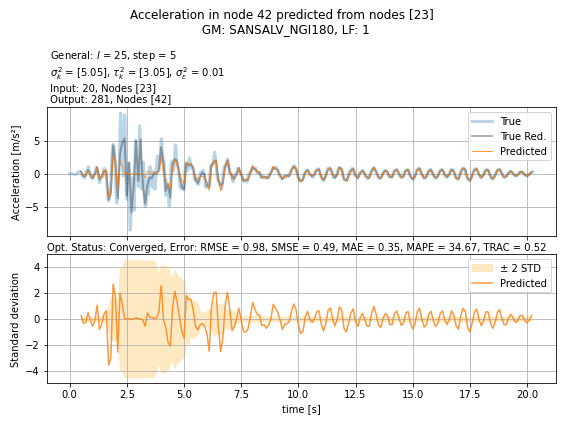 Acceleration in node 42 predicted from nodes [23]
GM: SANSALV_NGI180, LF: 1
General: l = 25, step = 5
σ²ₖ = [5.05], τ²ₖ = [3.05], σ²ε = 0.01
Input: 20, Nodes [23]
Output: 281, Nodes [42]
Acceleration [m/s²]
5
0
−5
True
True Red.
Predicted
Opt. Status: Converged, Error: RMSE = 0.98, SMSE = 0.49, MAE = 0.35, MAPE = 34.67, TRAC = 0.52
Standard deviation
4
2
0
−2
−4
± 2 STD
Predicted
0.0 2.5 5.0 7.5 10.0 12.5 15.0 17.5 20.0
time [s]